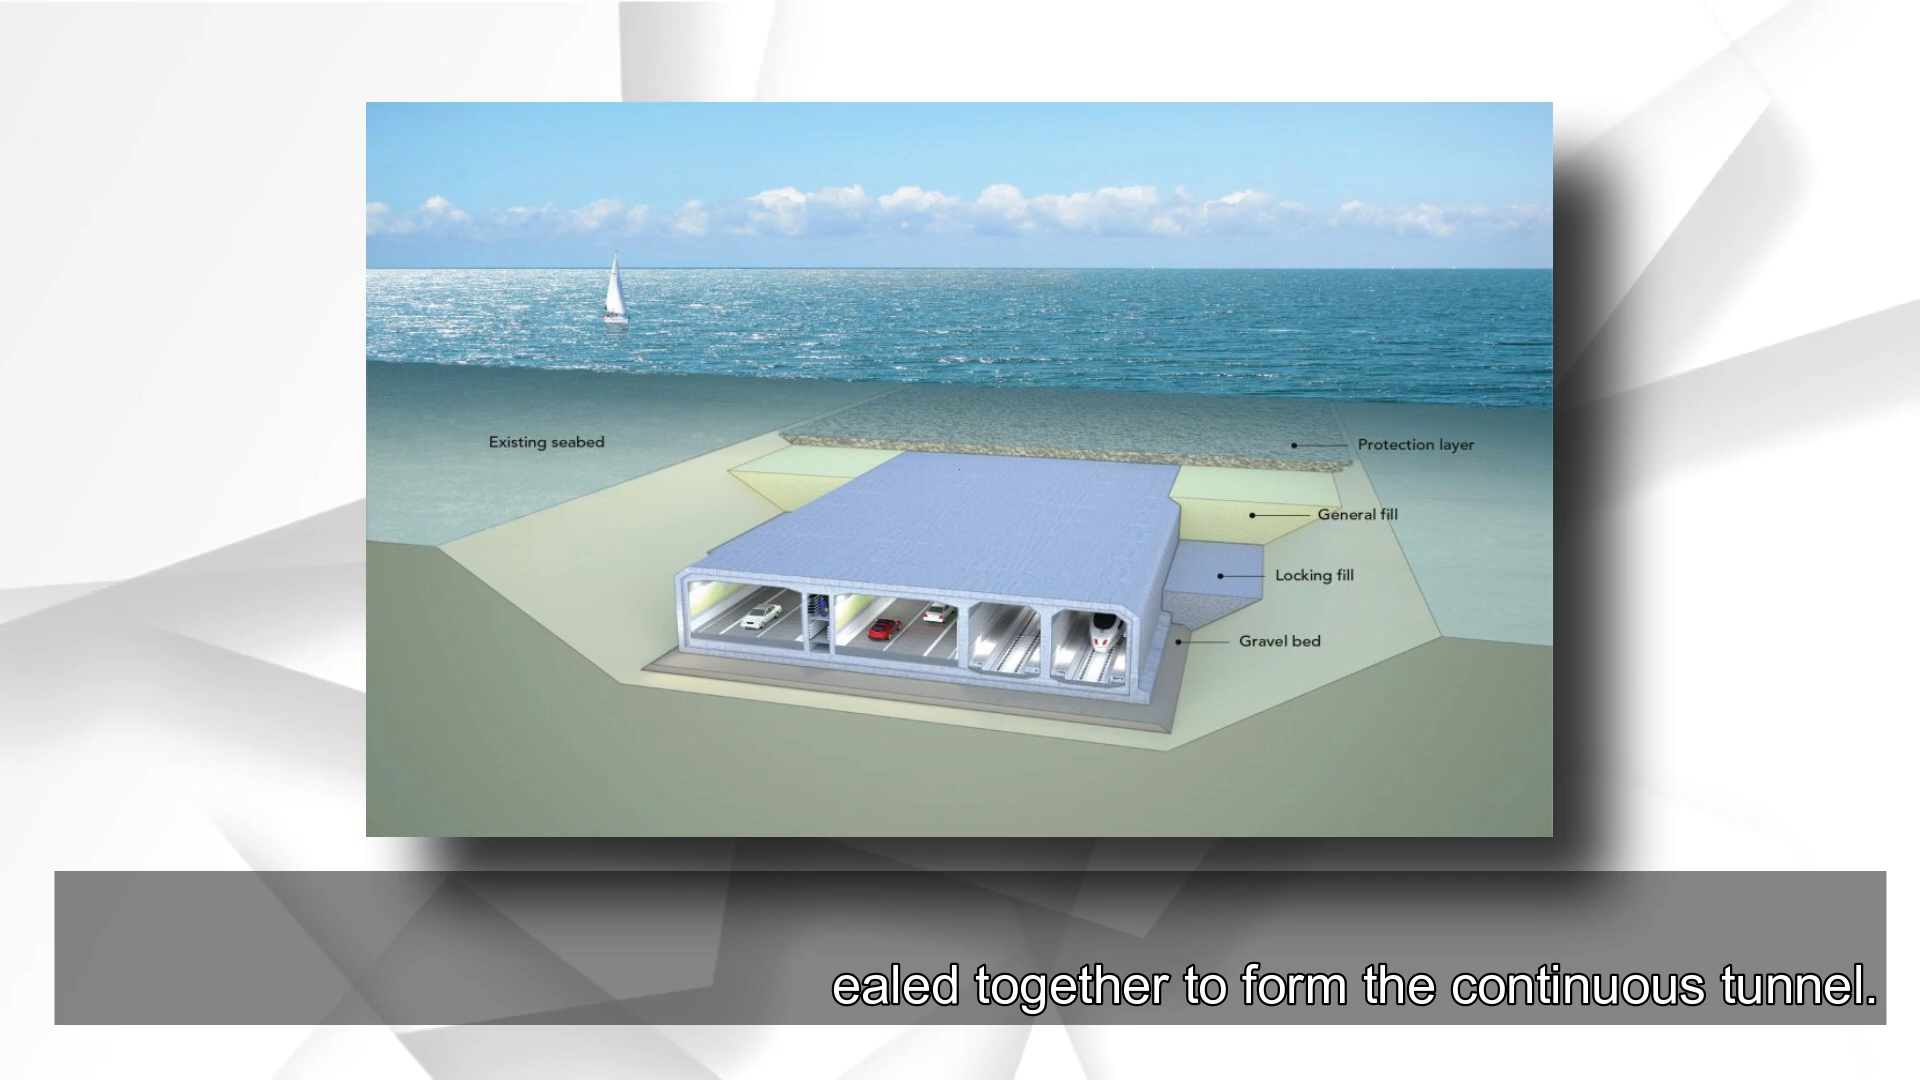 Existing seabed
Protection layer
General fill
Locking fill
Gravel bed
ealed together to form the continuous tunnel.